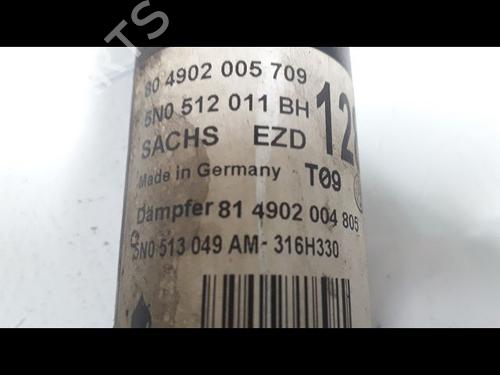 80 4902 005 709
5N0 512 011 BH
SACHS EZD
Made in Germany T09
Dämpfer 81 4902 004 805
5N0 513 049 AM- 316H330